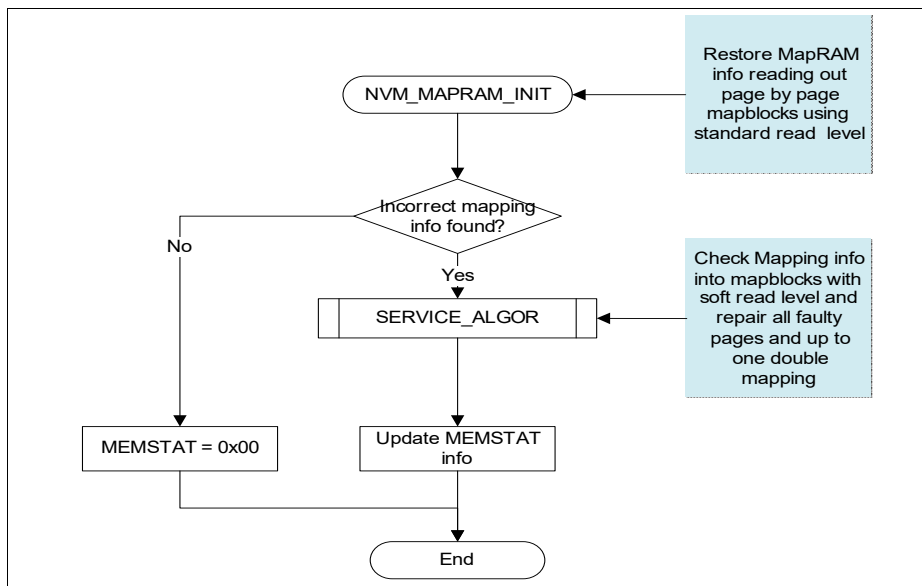 Restore MapRAM
info reading out
page by page
mapblocks using
standard read level
NVM_MAPRAM_INIT
Incorrect mapping
info found?
No
Yes
Check Mapping info
into mapblocks with
soft read level and
repair all faulty
pages and up to
one double
mapping
SERVICE_ALGOR
MEMSTAT = 0x00
Update MEMSTAT
info
End